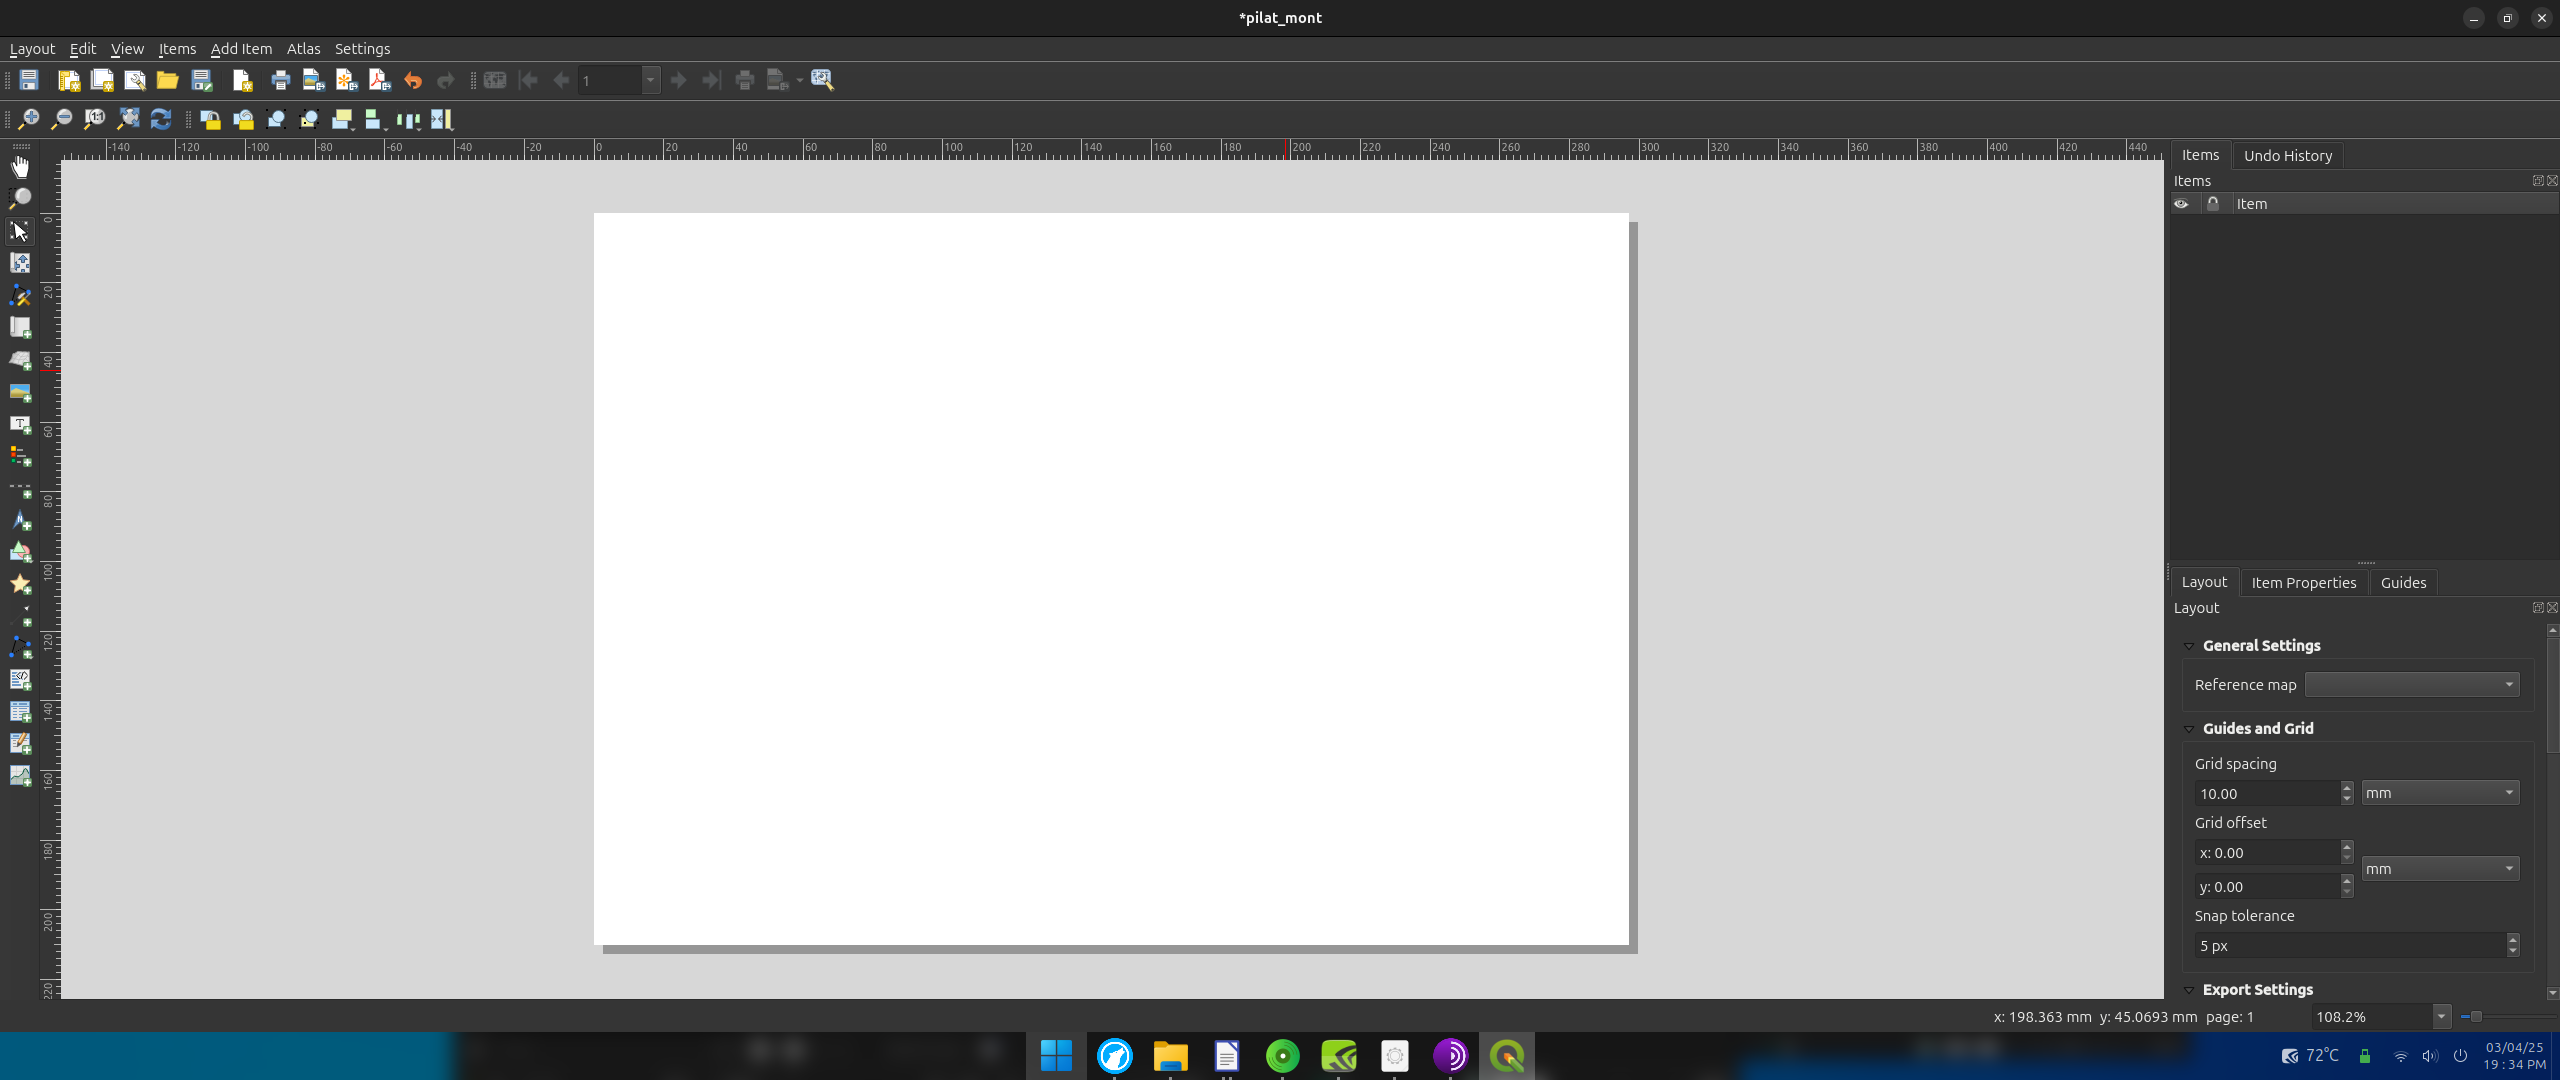 *pilat_mont
Layout Edit View Items Add Item Atlas Settings
1
-140 -120 -100 -80 -60 -40 -20 0 20 40 60 80 100 120 140 160 180 200 220 240 260 280 300 320 340 360 380 400 420 440
0
20
40
60
80
100
120
140
160
180
200
220
Items Undo History
Items
Item
Layout Item Properties Guides
Layout
General Settings
Reference map
Guides and Grid
Grid spacing
10.00 mm
Grid offset
x: 0.00
mm
y: 0.00
Snap tolerance
5 px
Export Settings
x: 198.363 mm y: 45.0693 mm page: 1 108.2%
72°C
03/04/25
19 : 34 PM